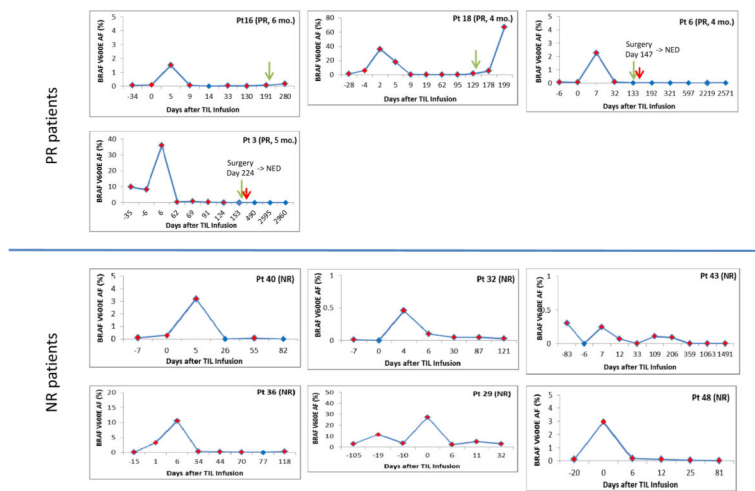 PR patients
Pt16 (PR, 6 mo.)
BRAF V600E AF (%)
5
4
3
2
1
0
-34 0 5 9 14 33 130 191 280
Days after TIL Infusion
Pt 18 (PR, 4 mo.)
BRAF V600E AF (%)
80
60
40
20
0
-28 -4 2 5 9 19 62 95 129 178 199
Days after TIL Infusion
Pt 6 (PR, 4 mo.)
Surgery
Day 147 -> NED
BRAF V600E AF (%)
5
4
3
2
1
0
-6 0 7 32 133 192 321 597 2219 2571
Days after TIL Infusion
Pt 3 (PR, 5 mo.)
Surgery
Day 224 -> NED
BRAF V600E AF (%)
40
30
20
10
0
-35 -6 6 62 69 91 124 153 490 2595 2960
Days after TIL Infusion
NR patients
Pt 40 (NR)
BRAF V600E AF (%)
5
4
3
2
1
0
-7 0 5 26 55 82
Days after TIL Infusion
Pt 32 (NR)
BRAF V600E AF (%)
1
0.5
0
-7 0 4 6 30 87 121
Days after TIL Infusion
Pt 43 (NR)
BRAF V600E AF (%)
1
0.5
0
-83 -6 7 12 33 109 206 359 1063 1491
Days after TIL Infusion
Pt 36 (NR)
BRAF V600E AF (%)
20
15
10
5
0
-15 1 6 34 44 70 77 118
Days after TIL Infusion
Pt 29 (NR)
BRAF V600E AF (%)
40
30
20
10
0
-105 -19 -10 0 6 11 32
Days after TIL Infusion
Pt 48 (NR)
BRAF V600E AF (%)
5
4
3
2
1
0
-20 0 6 12 25 81
Days after TIL Infusion